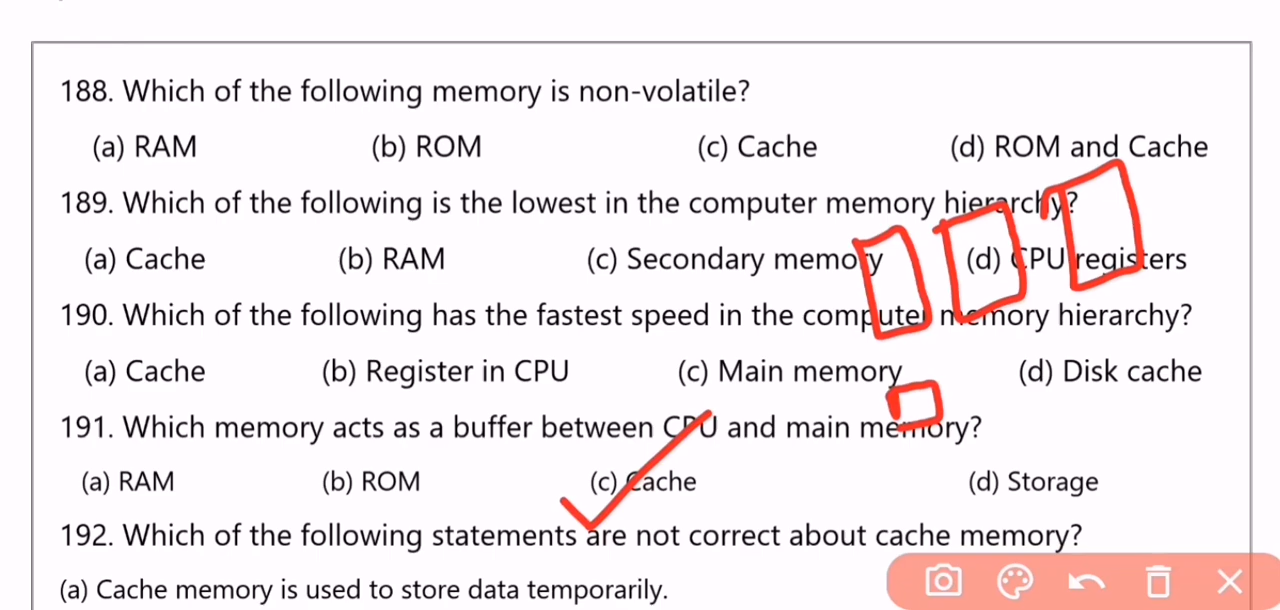 188. Which of the following memory is non-volatile?
(a) RAM (b) ROM (c) Cache (d) ROM and Cache
189. Which of the following is the lowest in the computer memory hierarchy?
(a) Cache (b) RAM (c) Secondary memory (d) CPU registers
190. Which of the following has the fastest speed in the computer memory hierarchy?
(a) Cache (b) Register in CPU (c) Main memory (d) Disk cache
191. Which memory acts as a buffer between CPU and main memory?
(a) RAM (b) ROM (c) Cache (d) Storage
192. Which of the following statements are not correct about cache memory?
(a) Cache memory is used to store data temporarily.